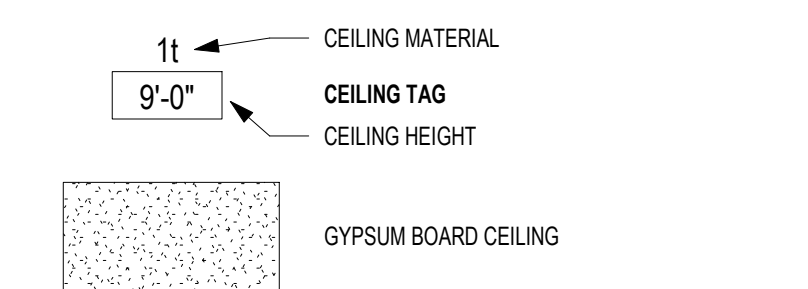 1t
CEILING MATERIAL
9'-0"
CEILING TAG
CEILING HEIGHT
GYPSUM BOARD CEILING